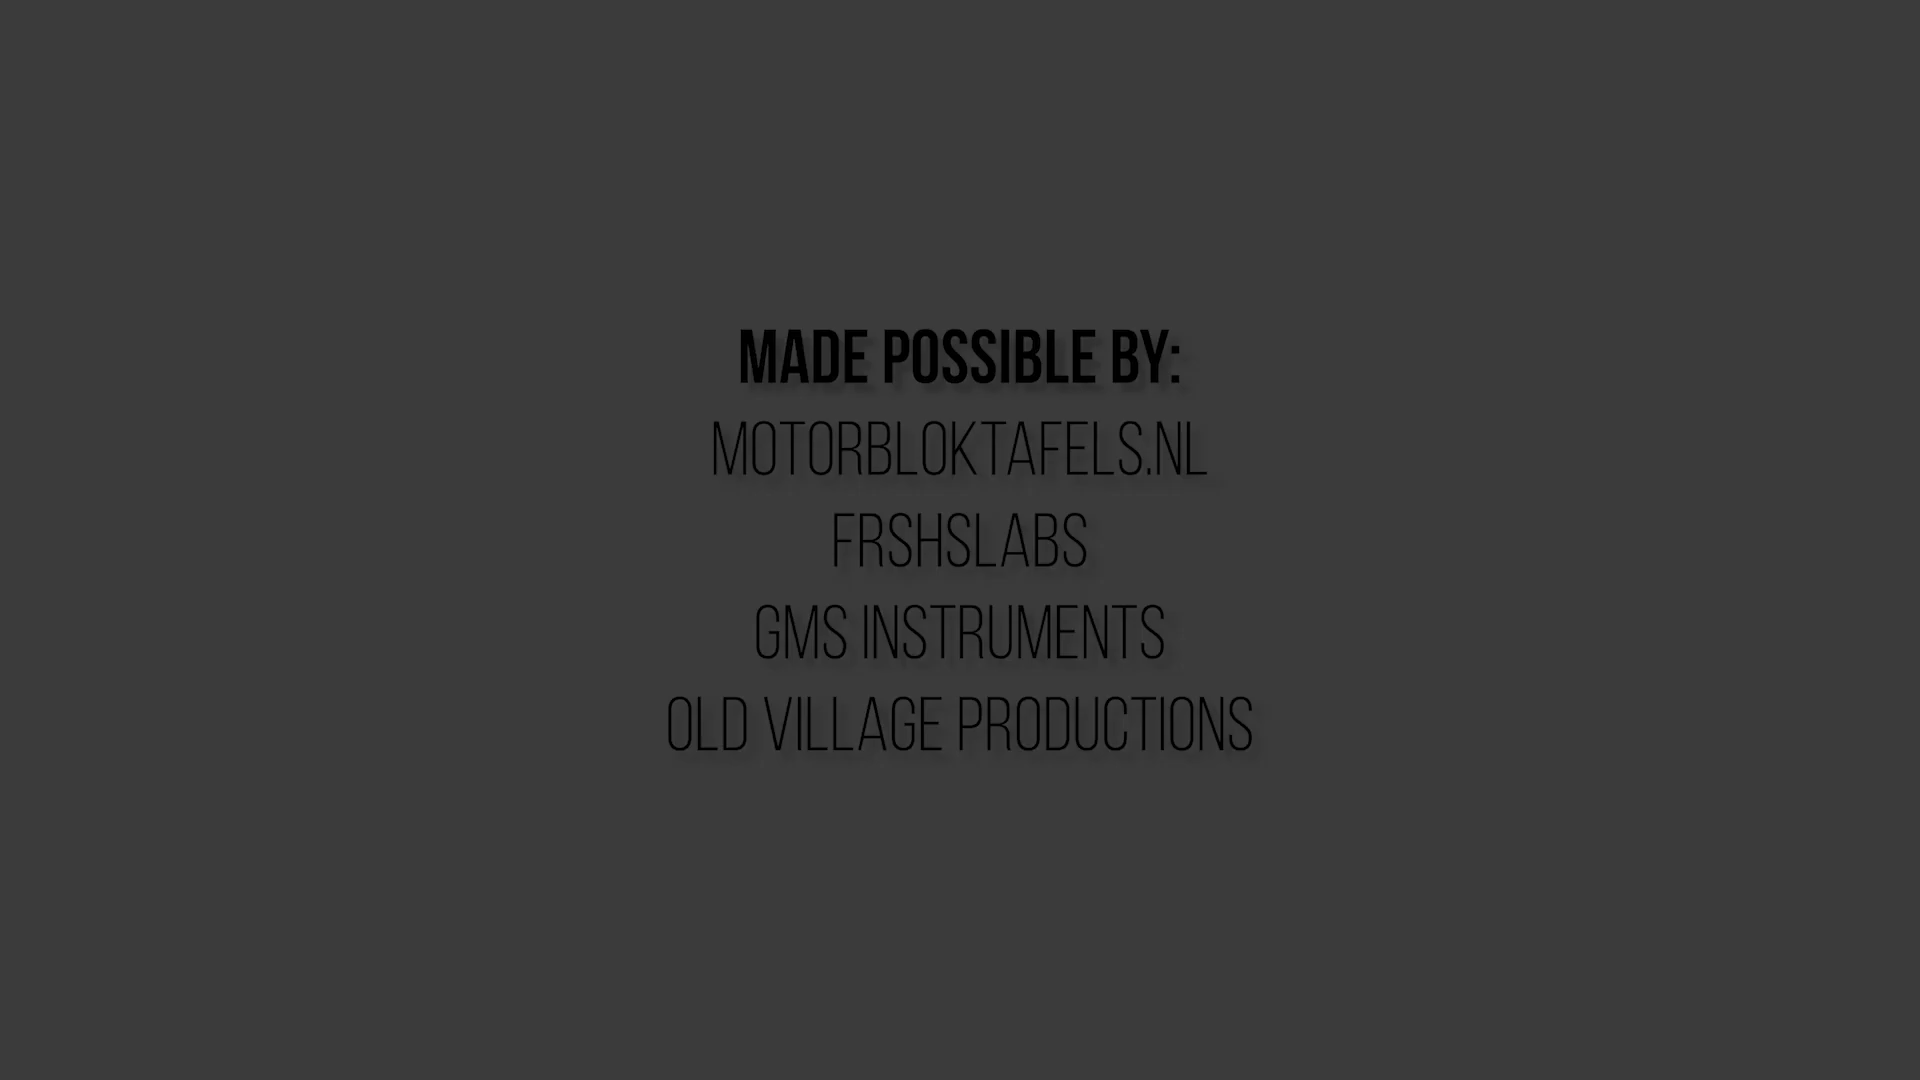 MADE POSSIBLE BY:
MOTORBLOKTAFELS.NL
FRSHSLABS
GMS INSTRUMENTS
OLD VILLAGE PRODUCTIONS